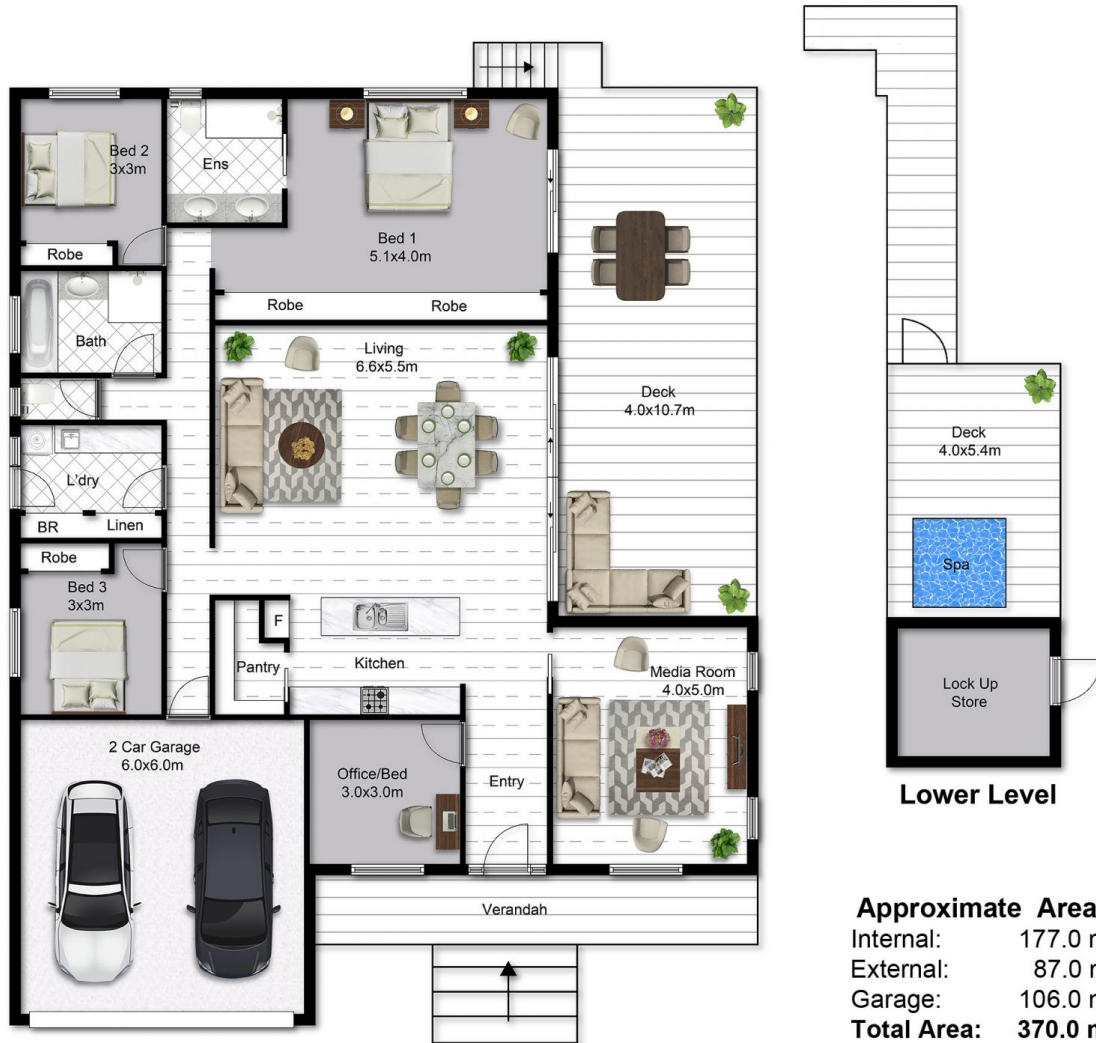 Bed 2
3x3m
Ens
Bed 1
5.1x4.0m
Robe
Robe
Robe
Bath
Living
6.6x5.5m
Deck
4.0x10.7m
L'dry
BR
Linen
Robe
Bed 3
3x3m
F
Pantry
Kitchen
Media Room
4.0x5.0m
2 Car Garage
6.0x6.0m
Office/Bed
3.0x3.0m
Entry
Verandah
Deck
4.0x5.4m
Spa
Lock Up
Store
Lower Level
Approximate Area
Internal: 177.0
External: 87.0
Garage: 106.0
Total Area: 370.0